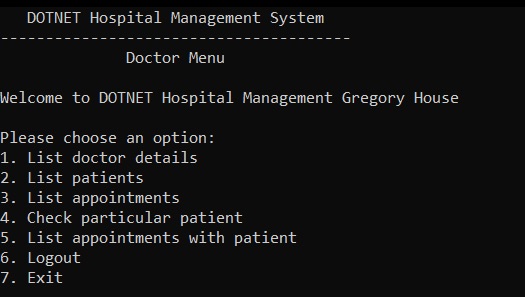 DOTNET Hospital Management System
---------------------------------------
Doctor Menu
Welcome to DOTNET Hospital Management Gregory House
Please choose an option:
1. List doctor details
2. List patients
3. List appointments
4. Check particular patient
5. List appointments with patient
6. Logout
7. Exit